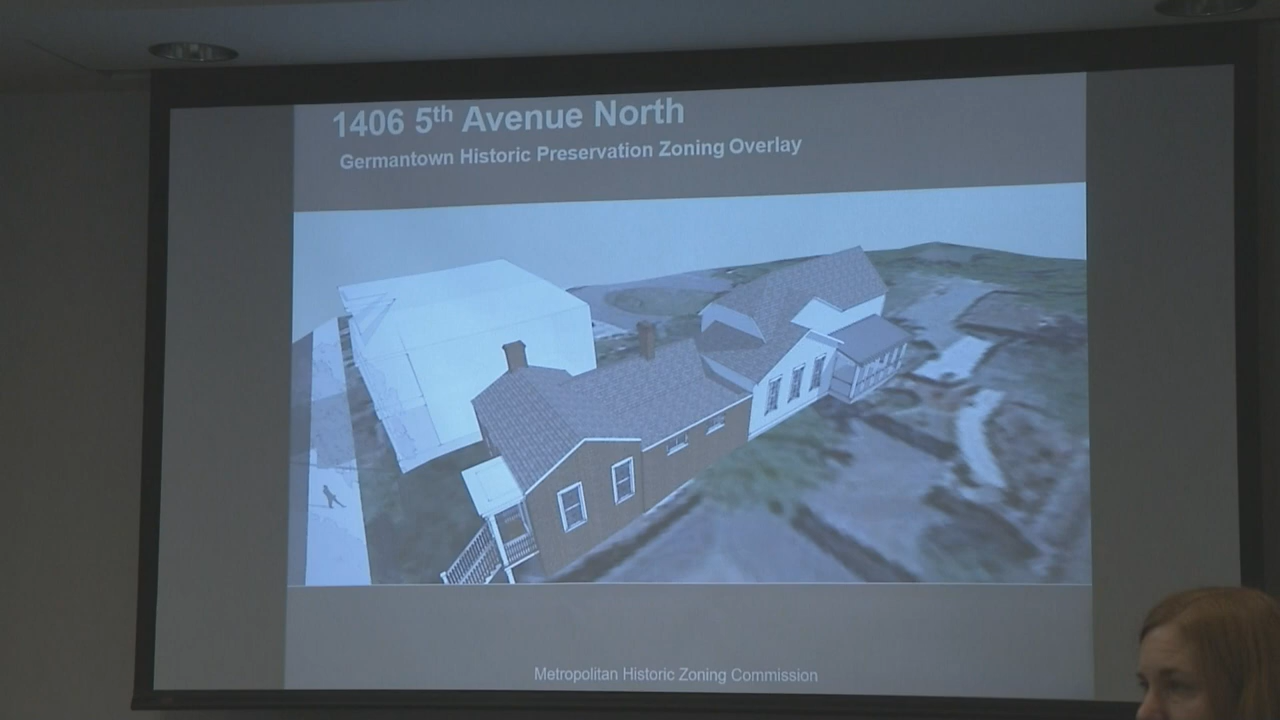 1406 5th Avenue North
Germantown Historic Preservation Zoning Overlay
Metropolitan Historic Zoning Commission